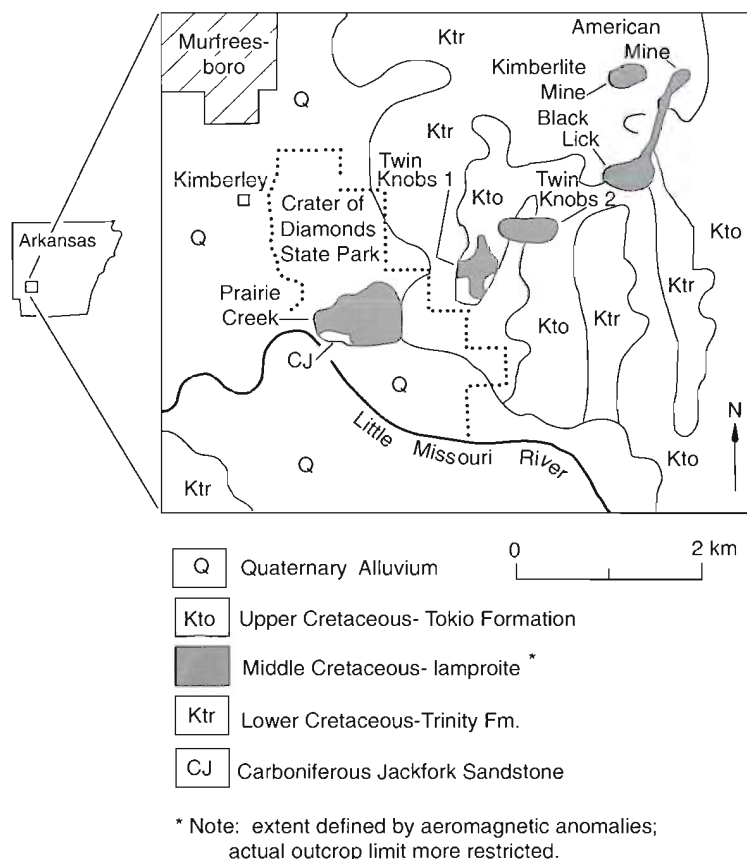 American
Mine
Murfrees-
boro
Ktr
Kimberlite
Mine
Q
Ktr
Black
Lick
Twin
Knobs 1
Kimberley
Kto
Twin
Knobs 2
Crater of
Diamonds
State Park
Arkansas
Q
Kto
Ktr
Prairie
Creek
Kto
Ktr
CJ
Q
N
Little Missouri River
Kto
Q
Ktr
0 2 km
Q Quaternary Alluvium
Kto Upper Cretaceous- Tokio Formation
Middle Cretaceous- lamproite *
Ktr Lower Cretaceous-Trinity Fm.
CJ Carboniferous Jackfork Sandstone
* Note: extent defined by aeromagnetic anomalies;
actual outcrop limit more restricted.